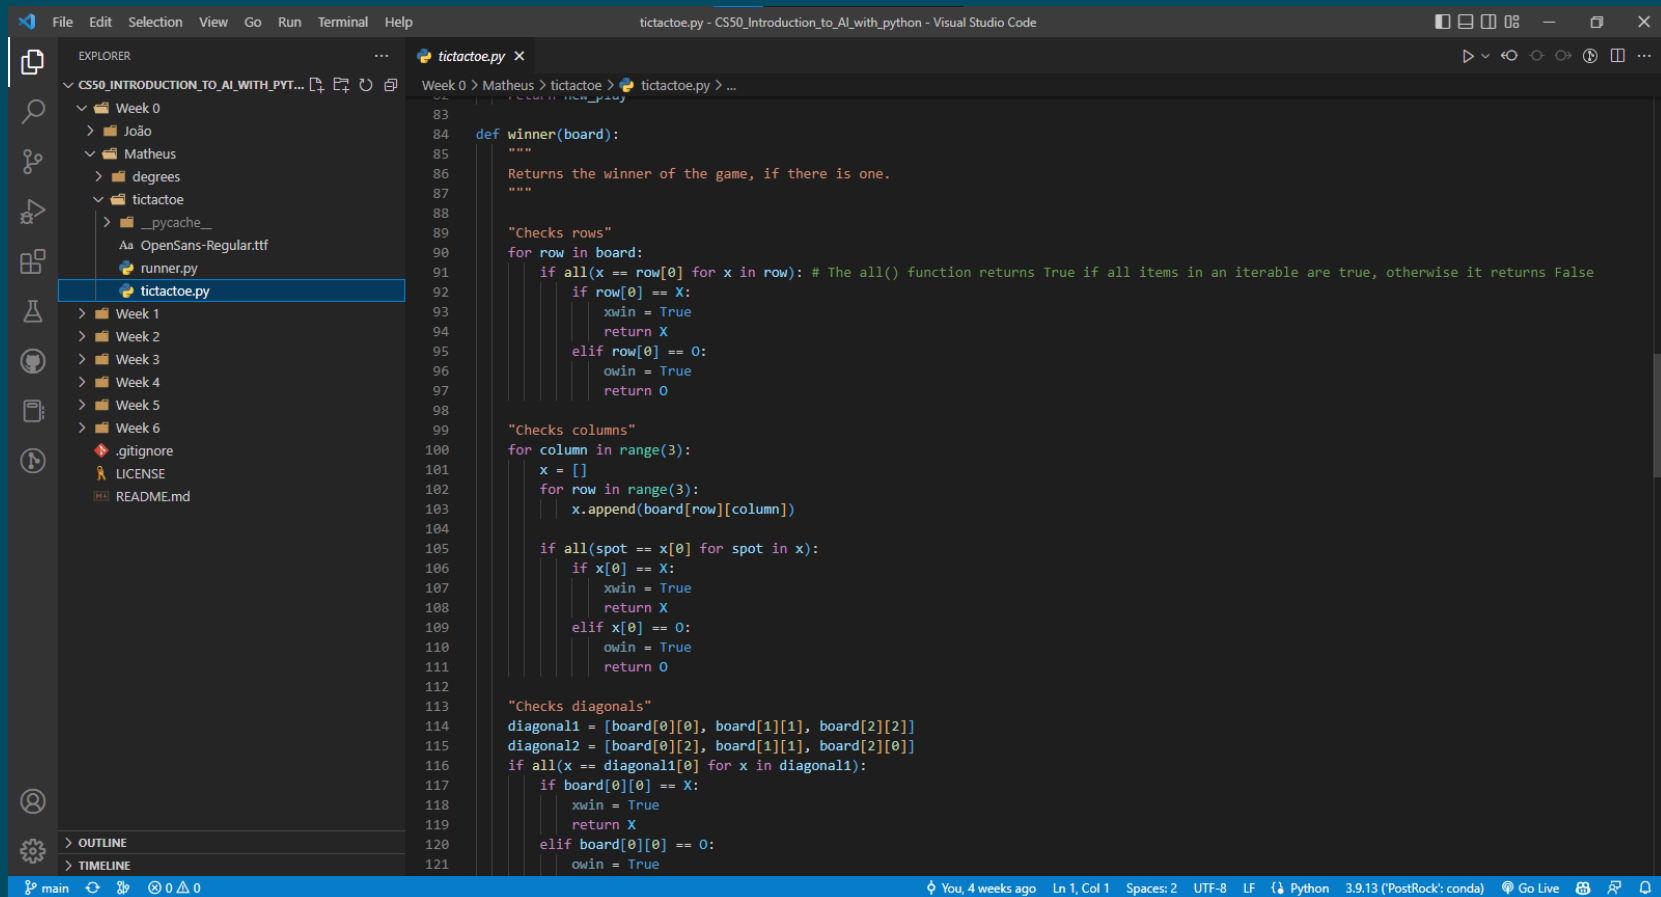 File Edit Selection View Go Run Terminal Help
tictactoe.py - CS50_Introduction_to_AI_with_python - Visual Studio Code
EXPLORER
CS50_INTRODUCTION_TO_AI_WITH_PYT...
Week 0
João
Matheus
degrees
tictactoe
__pycache__
Aa OpenSans-Regular.ttf
runner.py
tictactoe.py
Week 1
Week 2
Week 3
Week 4
Week 5
Week 6
.gitignore
LICENSE
README.md
OUTLINE
TIMELINE
tictactoe.py
Week 0 > Matheus > tictactoe > tictactoe.py > ...
82 return new_play
83
84 def winner(board):
85 """
86 Returns the winner of the game, if there is one.
87 """
88
89 "Checks rows"
90 for row in board:
91 if all(x == row[0] for x in row): # The all() function returns True if all items in an iterable are true, otherwise it returns False
92 if row[0] == X:
93 xwin = True
94 return X
95 elif row[0] == O:
96 owin = True
97 return O
98
99 "Checks columns"
100 for column in range(3):
101 x = []
102 for row in range(3):
103 x.append(board[row][column])
104
105 if all(spot == x[0] for spot in x):
106 if x[0] == X:
107 xwin = True
108 return X
109 elif x[0] == O:
110 owin = True
111 return O
112
113 "Checks diagonals"
114 diagonal1 = [board[0][0], board[1][1], board[2][2]]
115 diagonal2 = [board[0][2], board[1][1], board[2][0]]
116 if all(x == diagonal1[0] for x in diagonal1):
117 if board[0][0] == X:
118 xwin = True
119 return X
120 elif board[0][0] == O:
121 owin = True
main 0 0 You, 4 weeks ago Ln 1, Col 1 Spaces: 2 UTF-8 LF Python 3.9.13 ('PostRock': conda) Go Live